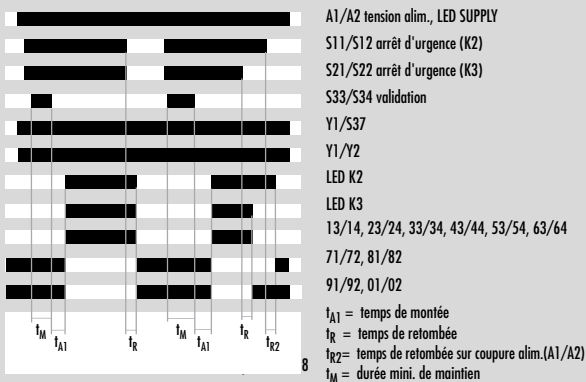 A1/A2 tension alim., LED SUPPLY
S11/S12 arrêt d'urgence (K2)
S21/S22 arrêt d'urgence (K3)
S33/S34 validation
Y1/S37
Y1/Y2
LED K2
LED K3
13/14, 23/24, 33/34, 43/44, 53/54, 63/64
71/72, 81/82
91/92, 01/02
tM tA1 tR tM tA1 tR tR2
8
tA1 = temps de montée
tR = temps de retombée
tR2= temps de retombée sur coupure alim.(A1/A2)
tM = durée mini. de maintien